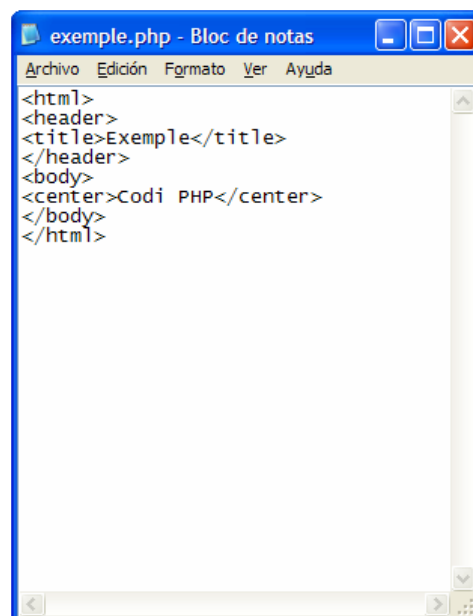 exemple.php - Bloc de notas
Archivo Edición Formato Ver Ayuda
<html>
<header>
<title>Exemple</title>
</header>
<body>
<center>Codi PHP</center>
</body>
</html>